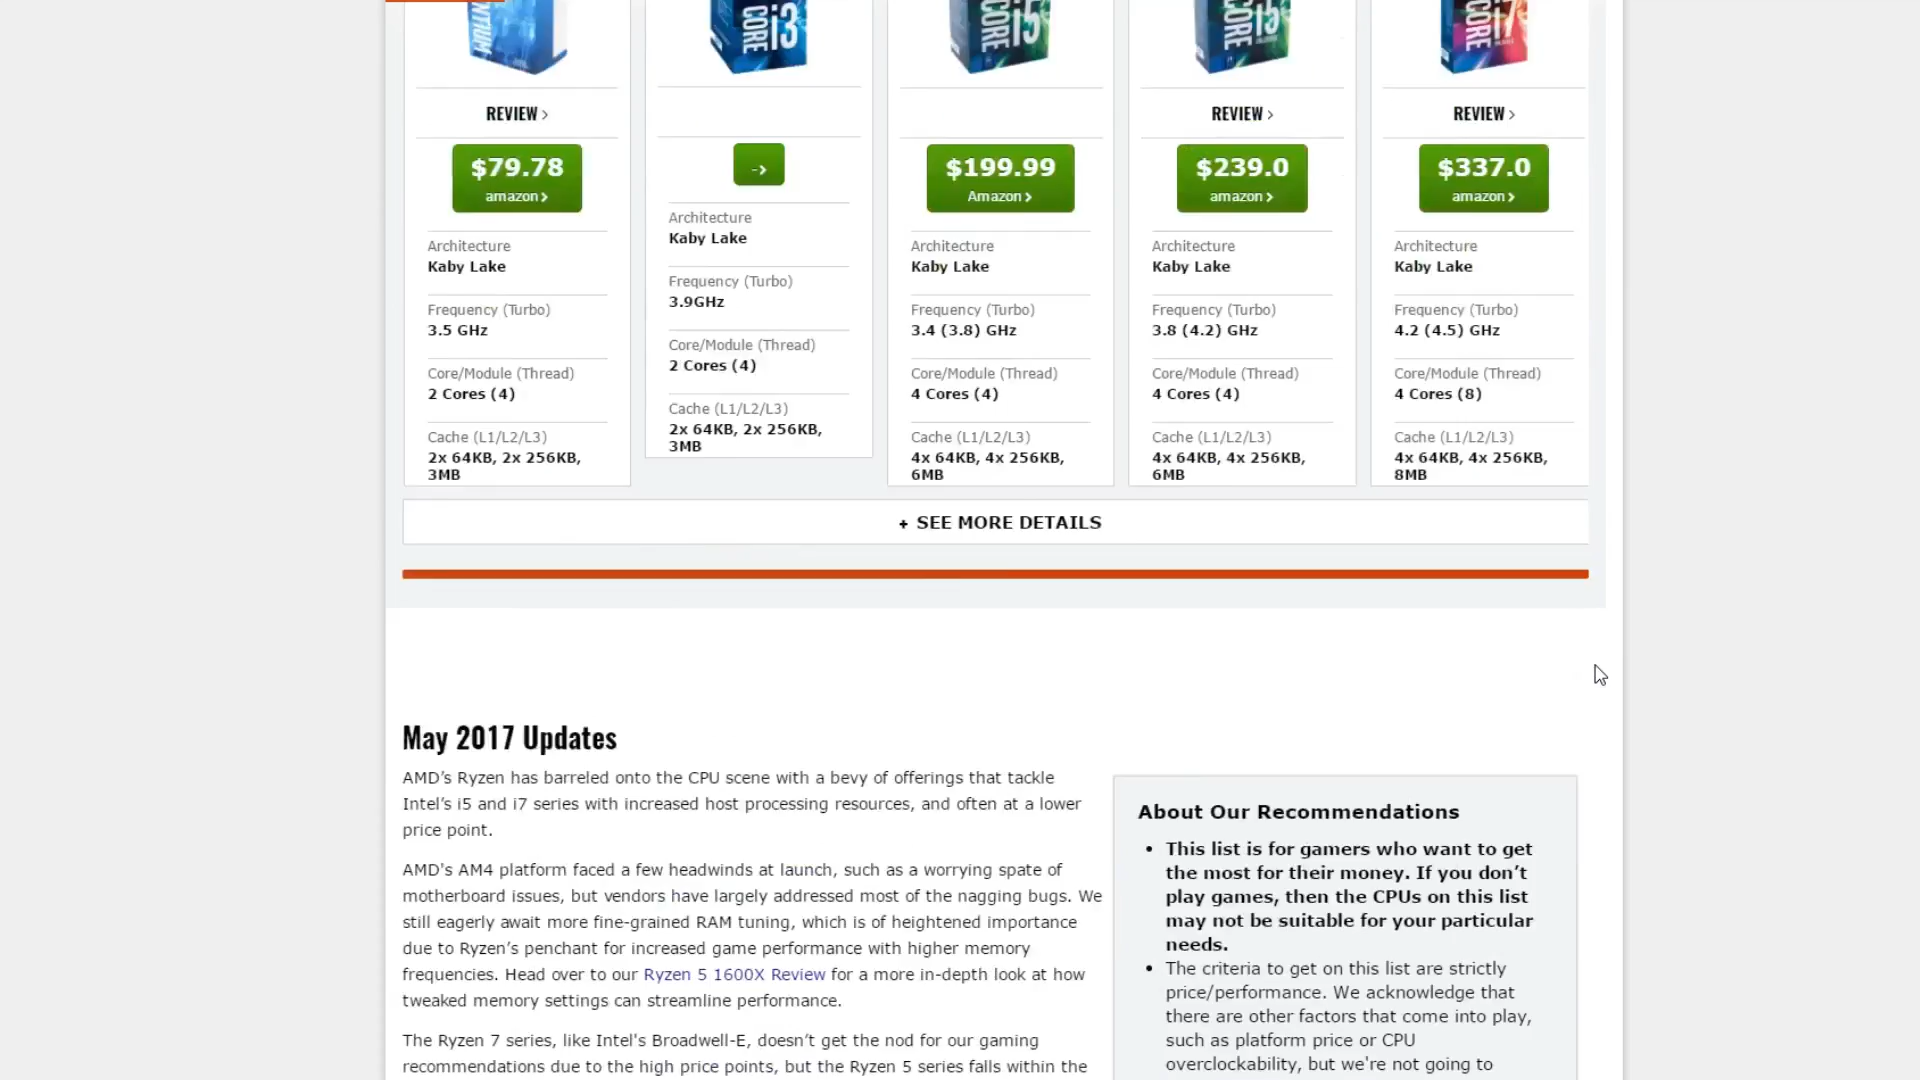 NTIUM
CORE i3
CORE i5
CORE i5
CORE i7
REVIEW >
REVIEW >
REVIEW >
$79.78
amazon >
->
$199.99
Amazon >
$239.0
amazon >
$337.0
amazon >
Architecture
Kaby Lake
Frequency (Turbo)
3.5 GHz
Core/Module (Thread)
2 Cores (4)
Cache (L1/L2/L3)
2x 64KB, 2x 256KB,
3MB
Architecture
Kaby Lake
Frequency (Turbo)
3.9GHz
Core/Module (Thread)
2 Cores (4)
Cache (L1/L2/L3)
2x 64KB, 2x 256KB,
3MB
Architecture
Kaby Lake
Frequency (Turbo)
3.4 (3.8) GHz
Core/Module (Thread)
4 Cores (4)
Cache (L1/L2/L3)
4x 64KB, 4x 256KB,
6MB
Architecture
Kaby Lake
Frequency (Turbo)
3.8 (4.2) GHz
Core/Module (Thread)
4 Cores (4)
Cache (L1/L2/L3)
4x 64KB, 4x 256KB,
6MB
Architecture
Kaby Lake
Frequency (Turbo)
4.2 (4.5) GHz
Core/Module (Thread)
4 Cores (8)
Cache (L1/L2/L3)
4x 64KB, 4x 256KB,
8MB
+ SEE MORE DETAILS
May 2017 Updates
AMD’s Ryzen has barreled onto the CPU scene with a bevy of offerings that tackle
Intel’s i5 and i7 series with increased host processing resources, and often at a lower
price point.
AMD's AM4 platform faced a few headwinds at launch, such as a worrying spate of
motherboard issues, but vendors have largely addressed most of the nagging bugs. We
still eagerly await more fine-grained RAM tuning, which is of heightened importance
due to Ryzen’s penchant for increased game performance with higher memory
frequencies. Head over to our Ryzen 5 1600X Review for a more in-depth look at how
tweaked memory settings can streamline performance.
The Ryzen 7 series, like Intel's Broadwell-E, doesn’t get the nod for our gaming
recommendations due to the high price points, but the Ryzen 5 series falls within the
About Our Recommendations
• This list is for gamers who want to get
the most for their money. If you don’t
play games, then the CPUs on this list
may not be suitable for your particular
needs.
• The criteria to get on this list are strictly
price/performance. We acknowledge that
there are other factors that come into play,
such as platform price or CPU
overclockability, but we're not going to